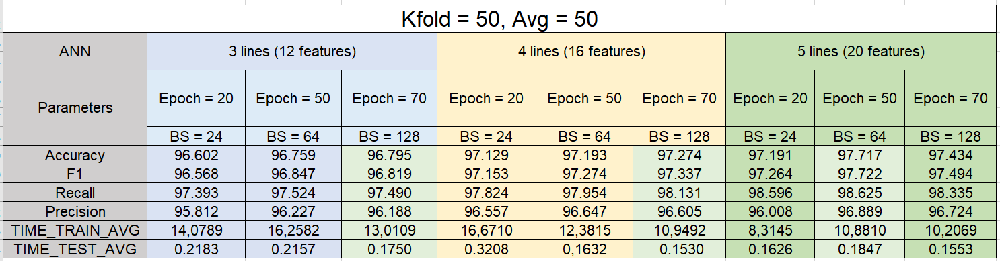 Kfold = 50, Avg = 50
ANN 3 lines (12 features) 4 lines (16 features) 5 lines (20 features)
Parameters Epoch = 20 Epoch = 50 Epoch = 70 Epoch = 20 Epoch = 50 Epoch = 70 Epoch = 20 Epoch = 50 Epoch = 70
BS = 24 BS = 64 BS = 128 BS = 24 BS = 64 BS = 128 BS = 24 BS = 64 BS = 128
Accuracy 96.602 96.759 96.795 97.129 97.193 97.274 97.191 97.717 97.434
F1 96.568 96.847 96.819 97.153 97.274 97.337 97.264 97.722 97.494
Recall 97.393 97.524 97.490 97.824 97.954 98.131 98.596 98.625 98.335
Precision 95.812 96.227 96.188 96.557 96.647 96.605 96.008 96.889 96.724
TIME_TRAIN_AVG 14,0789 16,2582 13,0109 16,6710 12,3815 10,9492 8,3145 10,8810 10,2069
TIME_TEST_AVG 0.2183 0.2157 0.1750 0.3208 0,1632 0.1530 0.1626 0.1847 0.1553